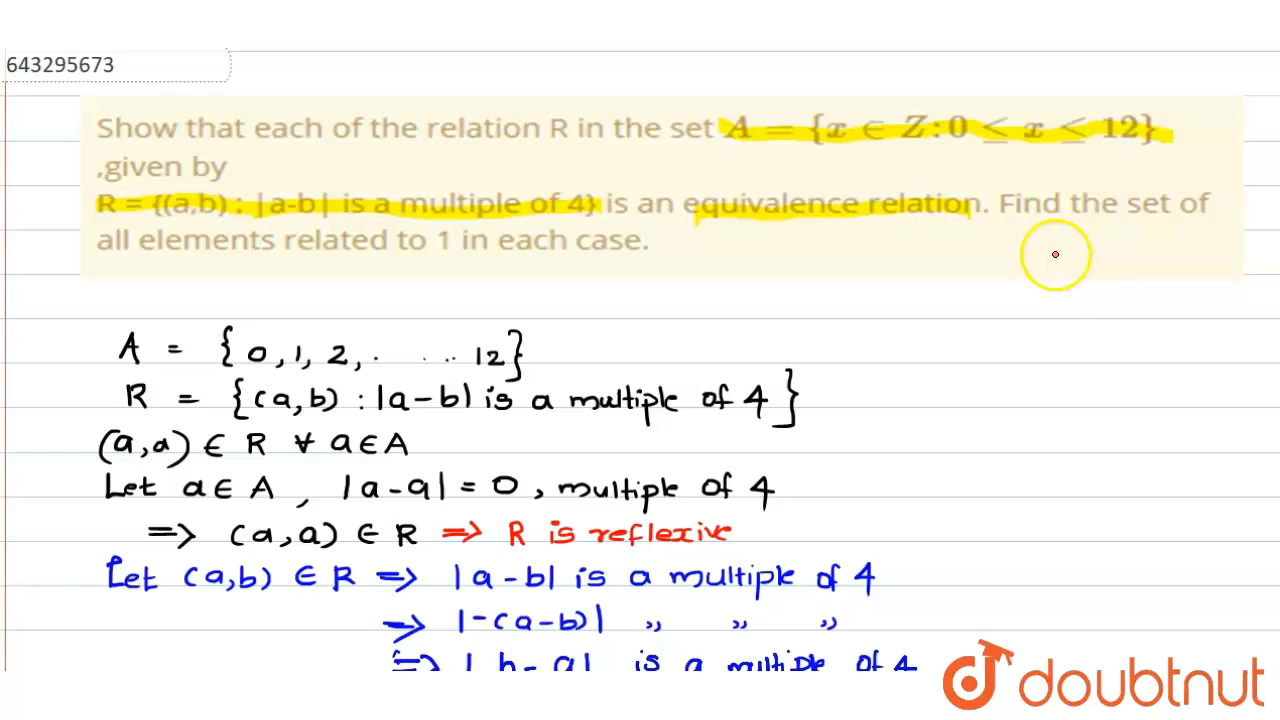 643295673
Show that each of the relation R in the set A = {x ∈ Z : 0 ≤ x ≤ 12}
,given by
R = {(a,b) : |a-b| is a multiple of 4} is an equivalence relation. Find the set of
all elements related to 1 in each case.
A = {0, 1, 2, . . ... 12}
R = {(a, b) : |a - b| is a multiple of 4}
(a, a) ∈ R ∀ a ∈ A
Let a ∈ A , |a - a| = 0 , multiple of 4
=> (a, a) ∈ R => R is reflexive
Let (a, b) ∈ R => |a - b| is a multiple of 4
=> |-(a - b)| ,, ,, ,,
=> |b - a| is a multiple of 4
doubtnut